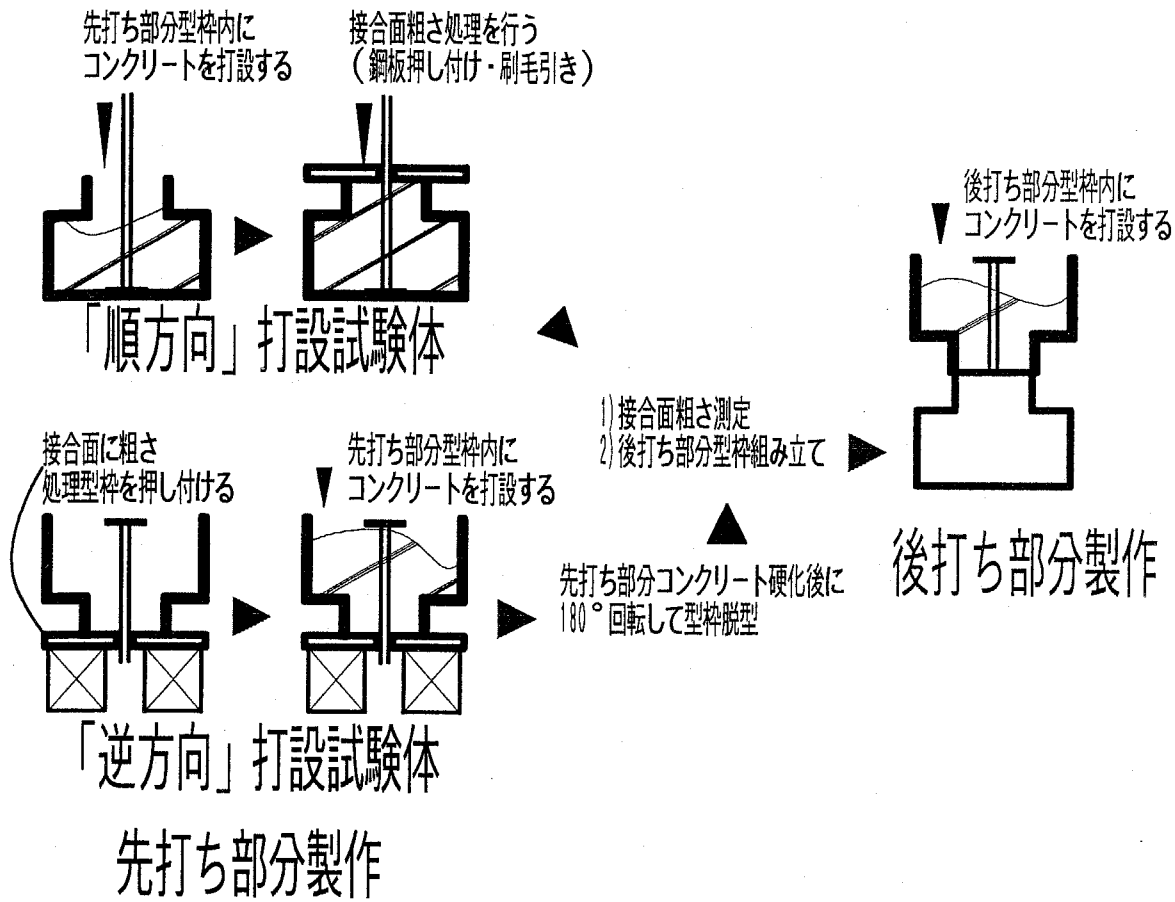 先打ち部分型枠内に
コンクリートを打設する
接合面粗さ処理を行う
(鋼板押し付け・刷毛引き)
「順方向」打設試験体
接合面に粗さ
処理型枠を押し付ける
先打ち部分型枠内に
コンクリートを打設する
「逆方向」打設試験体
先打ち部分製作
先打ち部分コンクリート硬化後に
180°回転して型枠脱型
1)接合面粗さ測定
2)後打ち部分型枠組み立て
後打ち部分型枠内に
コンクリートを打設する
後打ち部分製作